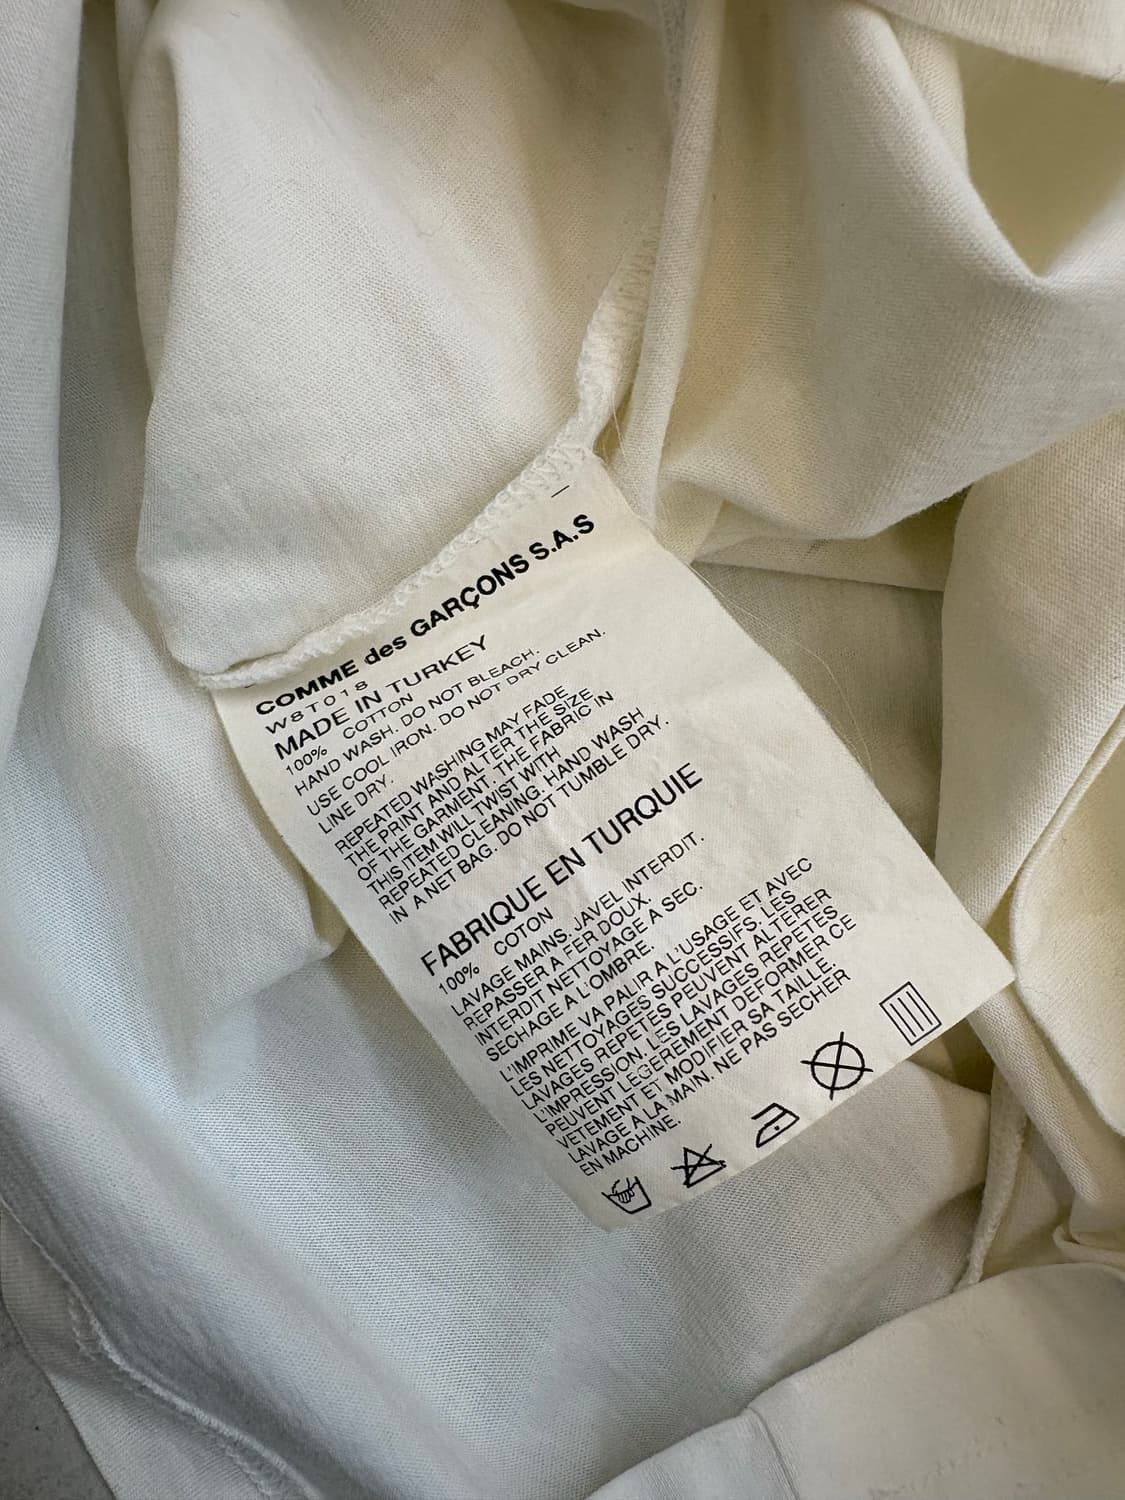 COMME des GARÇONS S.A.S
W8T018
MADE IN TURKEY
100% COTTON
HAND WASH. DO NOT BLEACH.
USE COOL IRON. DO NOT DRY CLEAN.
LINE DRY.
REPEATED WASHING MAY FADE
THE PRINT AND ALTER THE SIZE
OF THE GARMENT. THE FABRIC IN
THIS ITEM WILL TWIST WITH
REPEATED CLEANING. HAND WASH
IN A NET BAG. DO NOT TUMBLE DRY.
FABRIQUE EN TURQUIE
100% COTON
LAVAGE MAINS. JAVEL INTERDIT.
REPASSER A FER DOUX.
INTERDIT NETTOYAGE A SEC.
SECHAGE A L'OMBRE.
L'IMPRIME VA PALIR A L'USAGE ET AVEC
LES NETTOYAGES SUCCESSIFS. LES
LAVAGES REPETES PEUVENT ALTERER
L'IMPRESSION. LES LAVAGES REPETES
PEUVENT LEGEREMENT DEFORMER CE
VETEMENT ET MODIFIER SA TAILLE.
LAVAGE A LA MAIN. NE PAS SECHER
EN MACHINE.